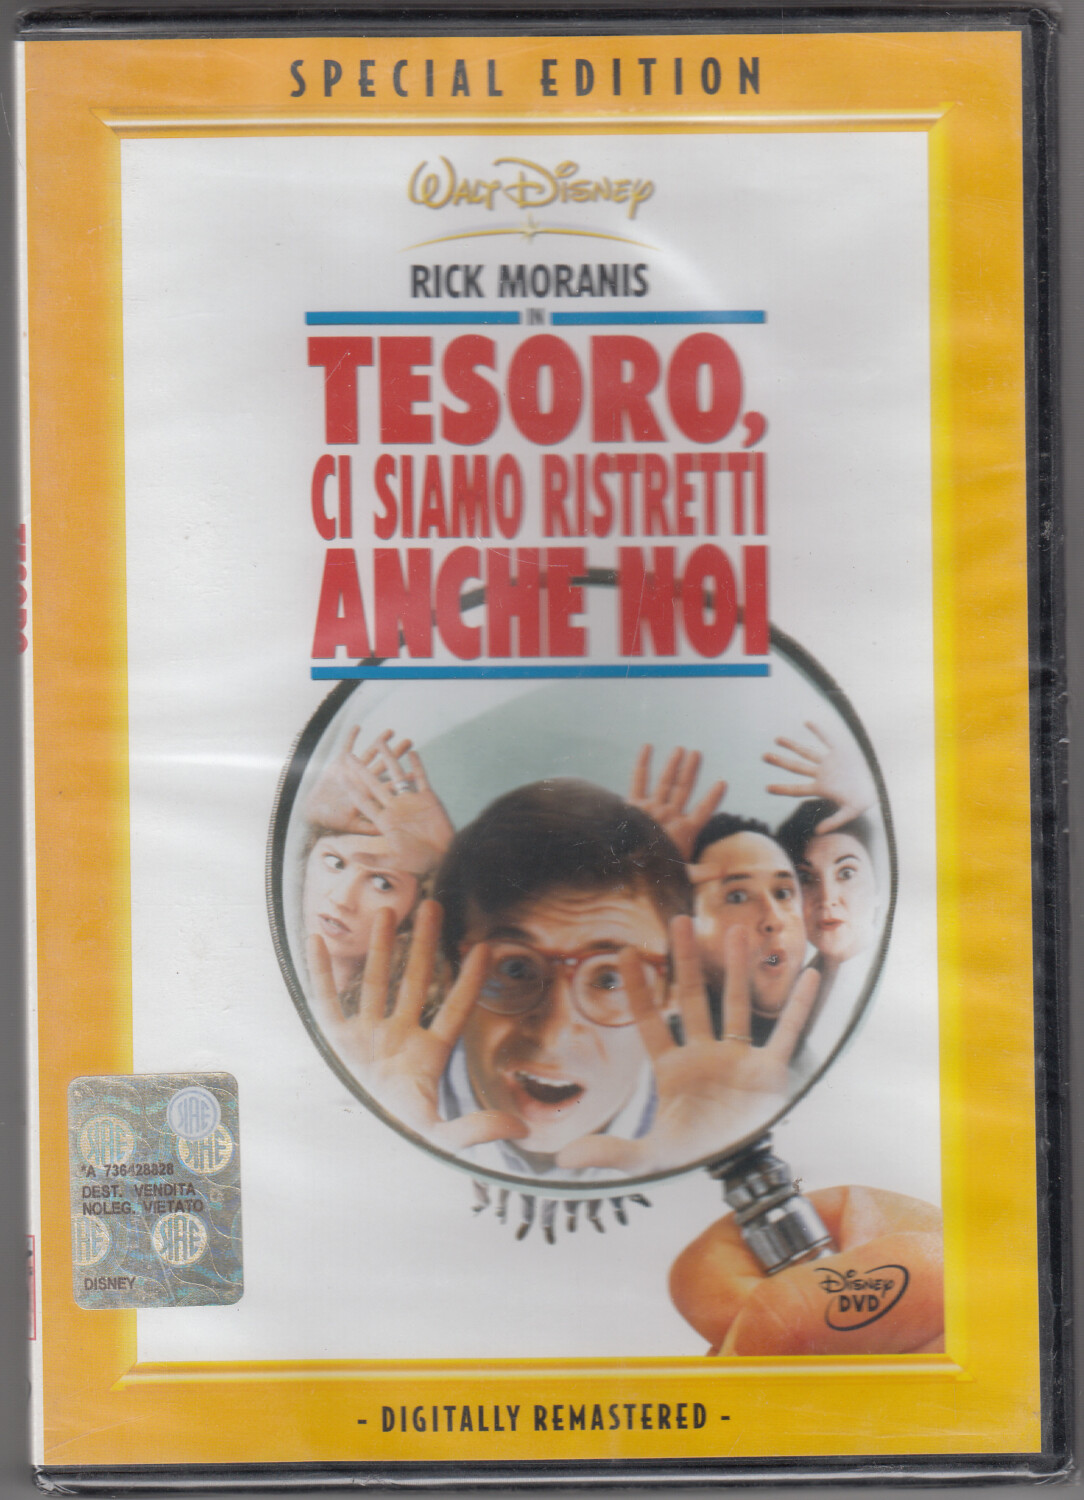 SPECIAL EDITION
WALT DISNEY
RICK MORANIS
IN
TESORO,
CI SIAMO RISTRETTI
ANCHE NOI
*A 736428828
DEST. VENDITA
NOLEG. VIETATO
DISNEY
DISNEY
DVD
- DIGITALLY REMASTERED -